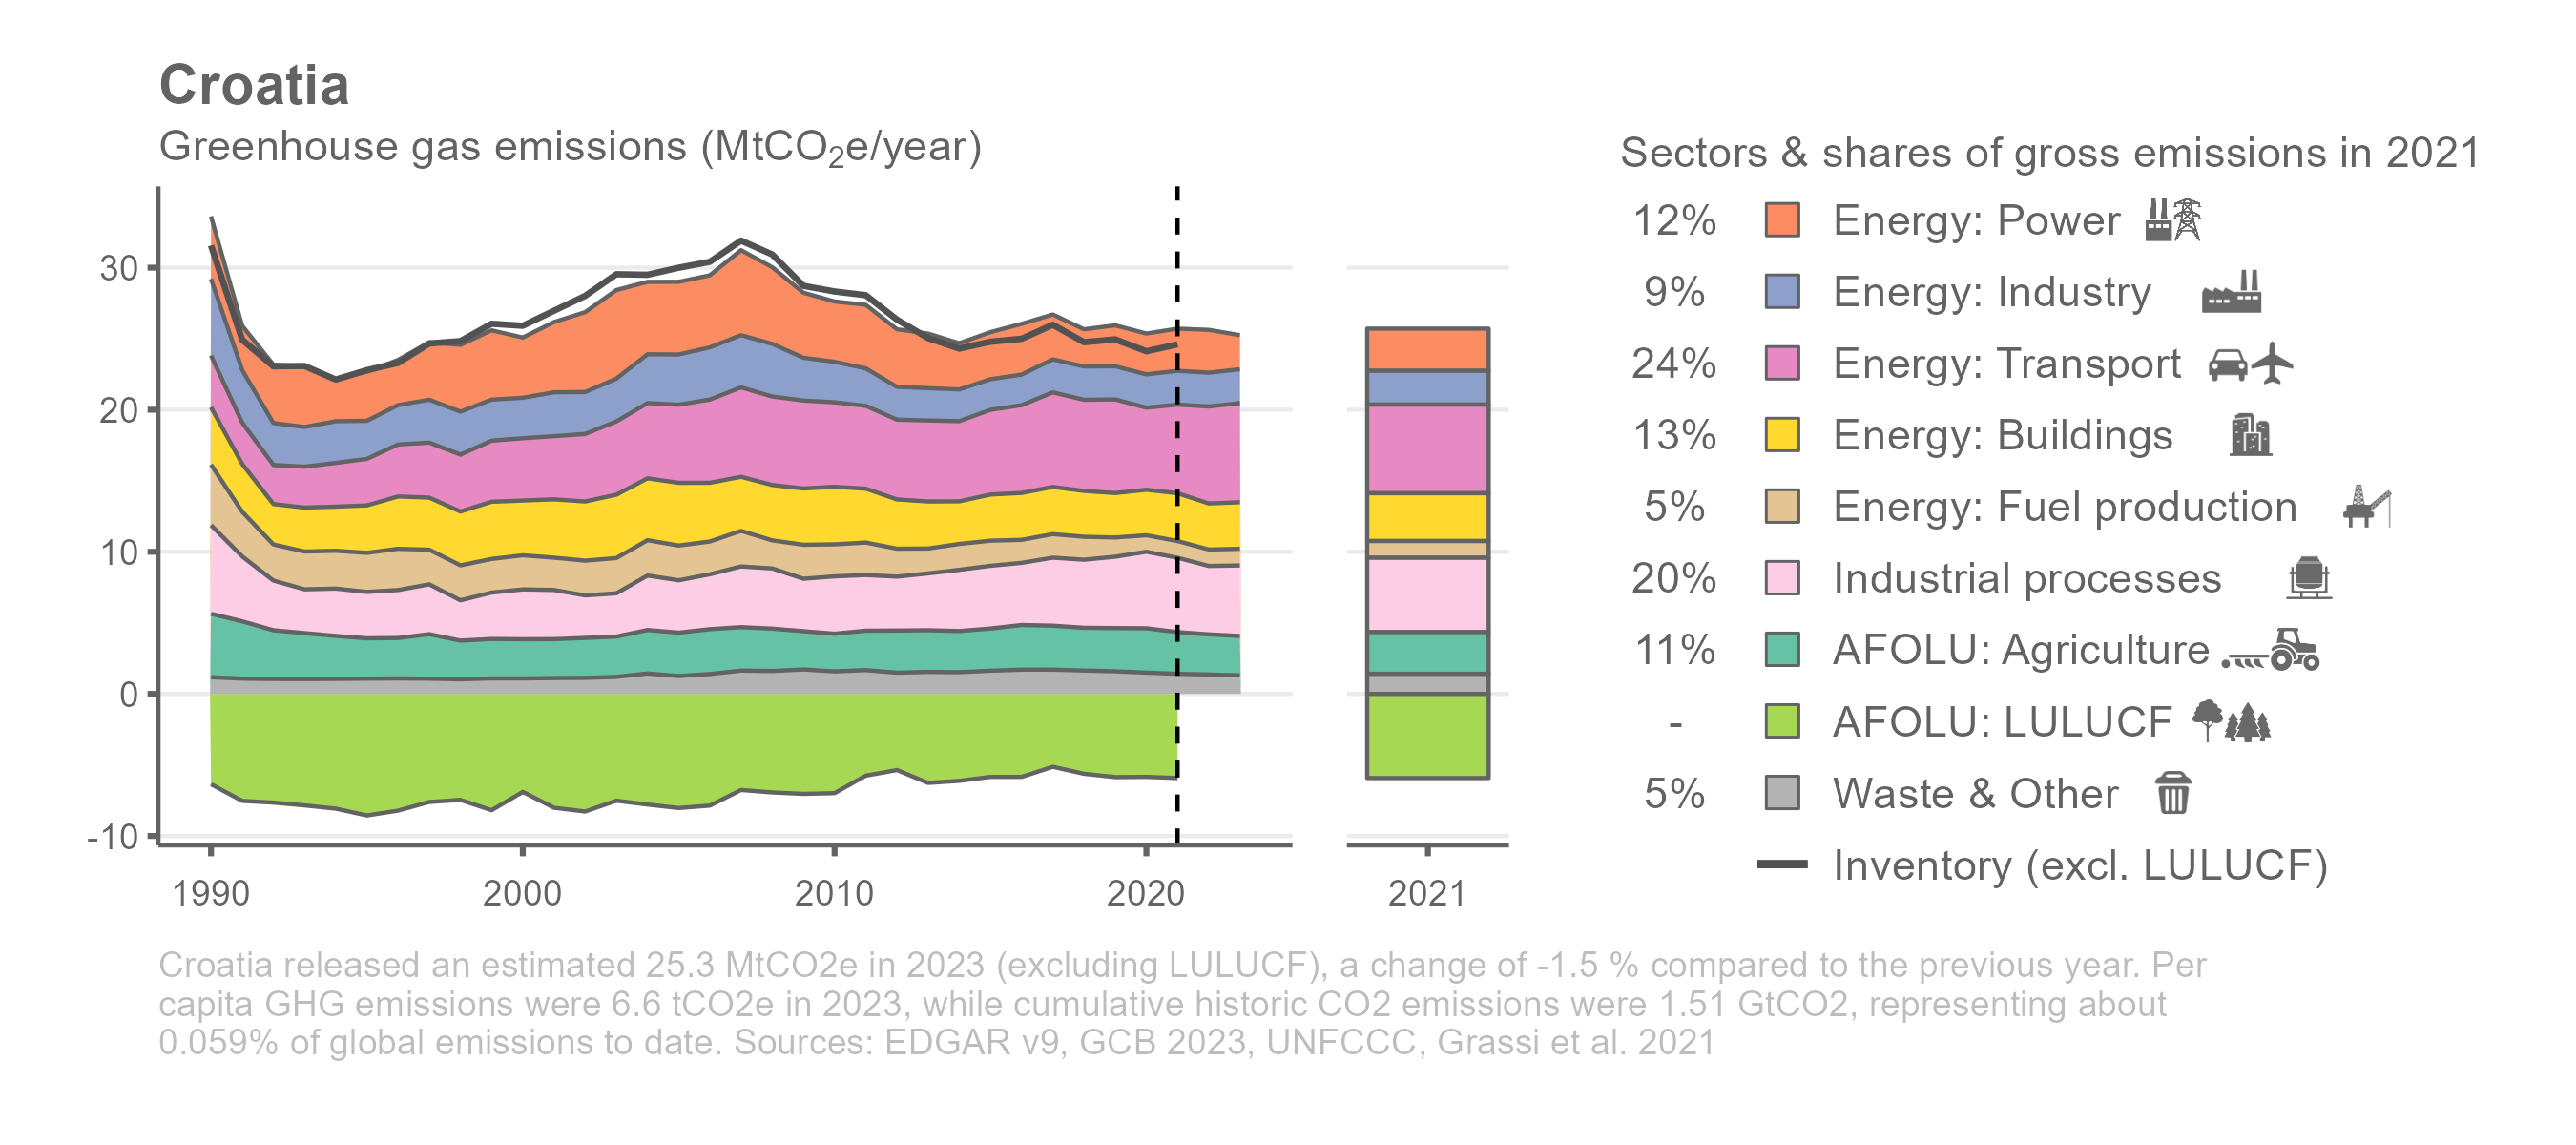 Croatia
Greenhouse gas emissions (MtCO₂e/year)
30
20
10
0
-10
1990
2000
2010
2020
2021
Sectors & shares of gross emissions in 2021
12% Energy: Power
9% Energy: Industry
24% Energy: Transport
13% Energy: Buildings
5% Energy: Fuel production
20% Industrial processes
11% AFOLU: Agriculture
- AFOLU: LULUCF
5% Waste & Other
Inventory (excl. LULUCF)
Croatia released an estimated 25.3 MtCO2e in 2023 (excluding LULUCF), a change of -1.5 % compared to the previous year. Per
capita GHG emissions were 6.6 tCO2e in 2023, while cumulative historic CO2 emissions were 1.51 GtCO2, representing about
0.059% of global emissions to date. Sources: EDGAR v9, GCB 2023, UNFCCC, Grassi et al. 2021